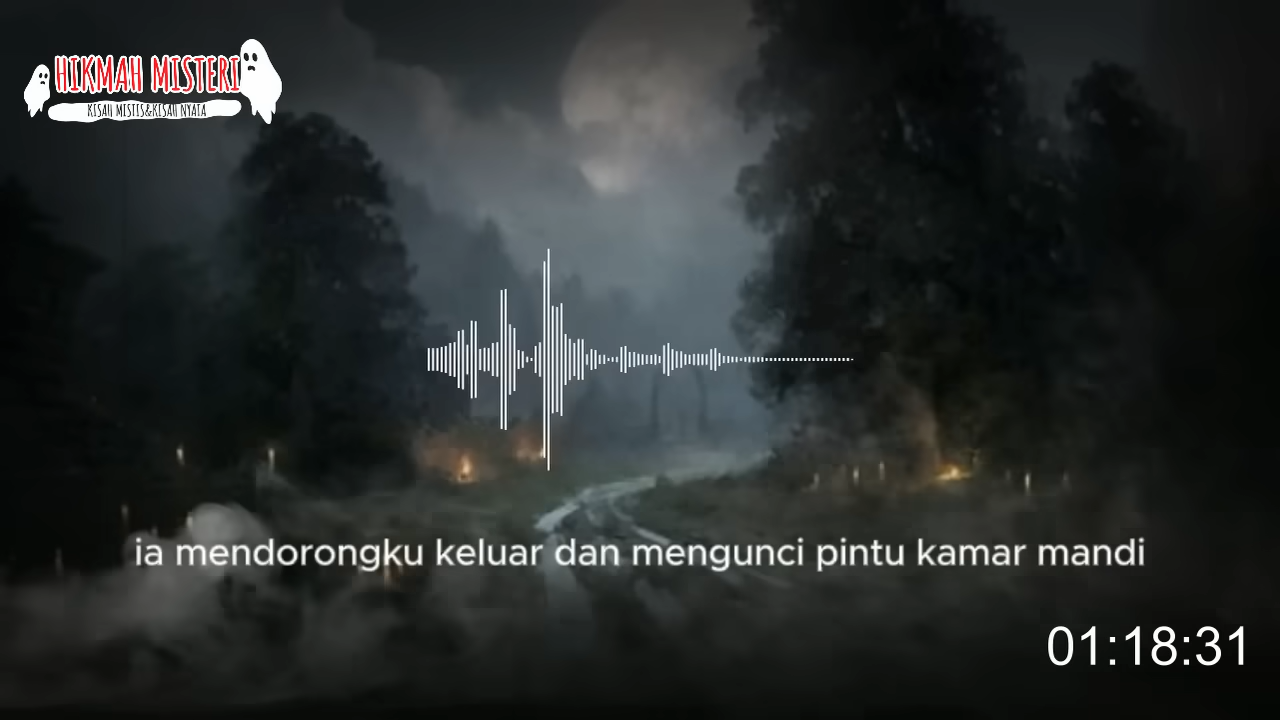 HIKMAH MISTERI
KISAH MISTIS&KISAH NYATA
ia mendorongku keluar dan mengunci pintu kamar mandi
01:18:31